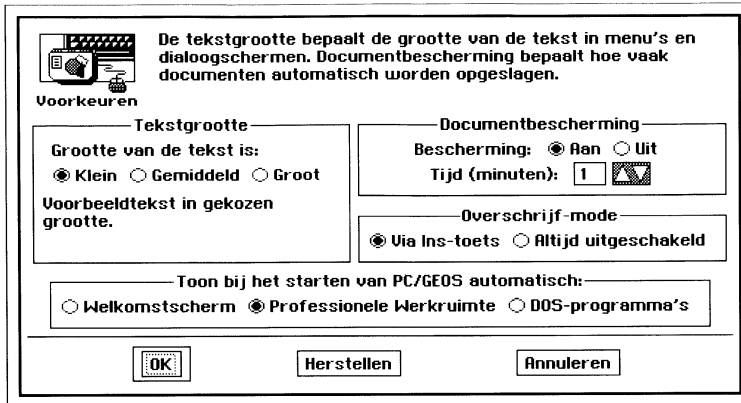 De tekstgrootte bepaalt de grootte van de tekst in menu's en
dialoogschermen. Documentbescherming bepaalt hoe vaak
documenten automatisch worden opgeslagen.
Voorkeuren
Tekstgrootte
Grootte van de tekst is:
Klein Gemiddeld Groot
Voorbeeldtekst in gekozen
grootte.
Documentbescherming
Bescherming: Aan Uit
Tijd (minuten): 1
Overschrijf-mode
Via Ins-toets Altijd uitgeschakeld
Toon bij het starten van PC/GEOS automatisch:
Welkomstscherm Professionele Werkruimte DOS-programma's
OK Herstellen Annuleren